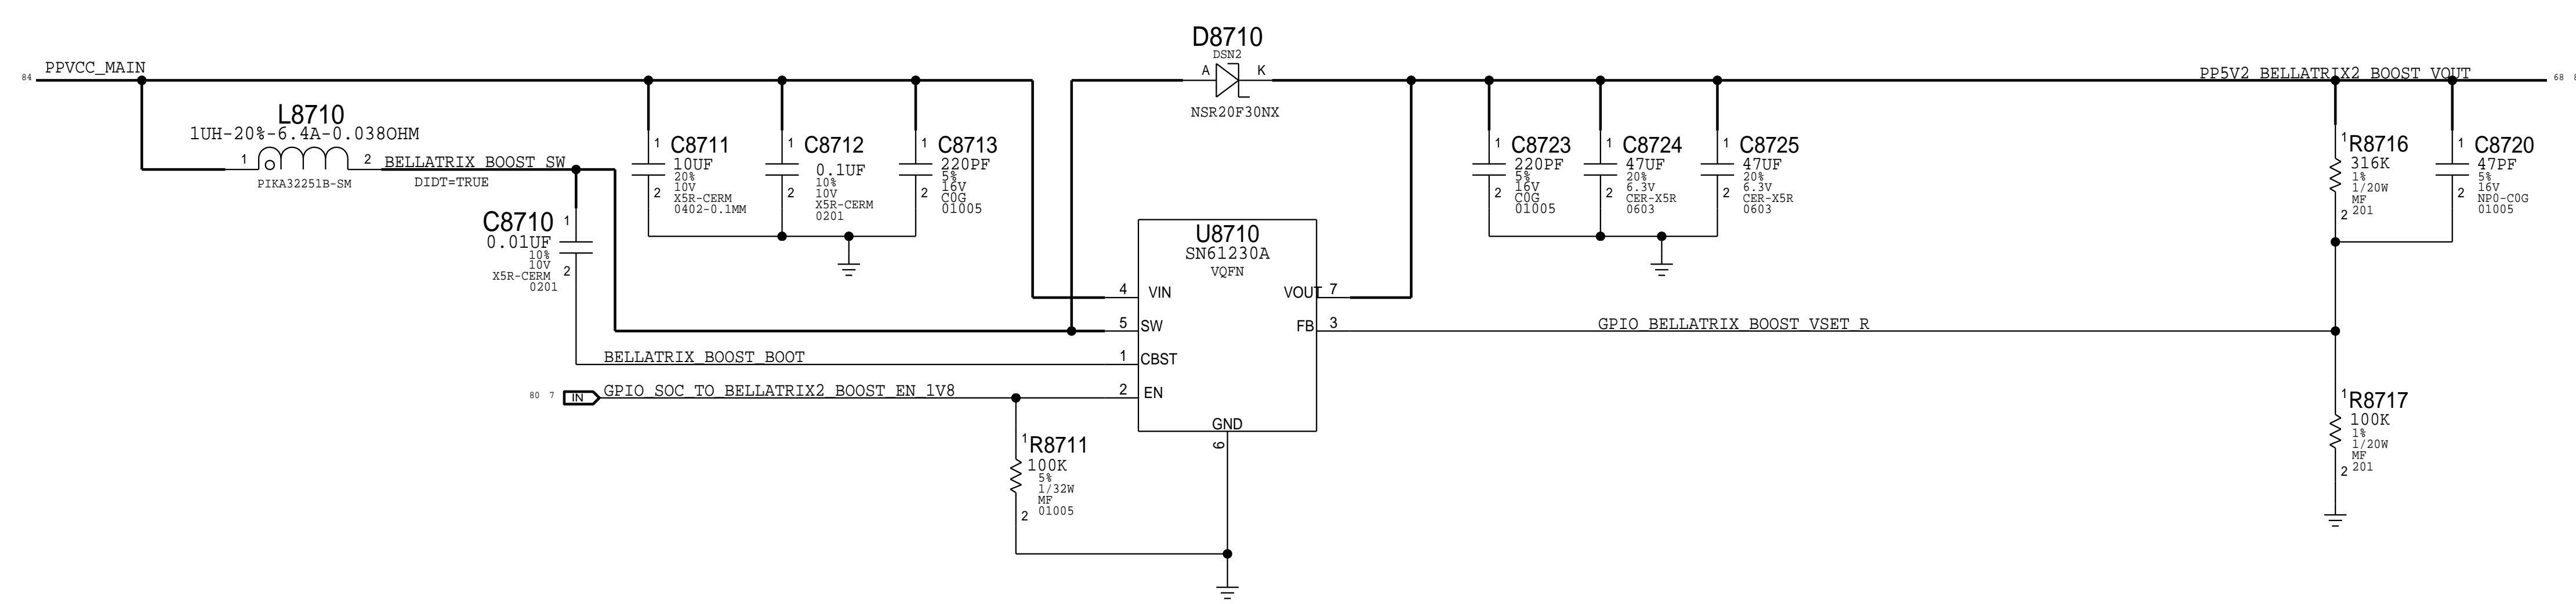 84
PPVCC_MAIN
L8710
1UH-20%-6.4A-0.038OHM
1
2
PIKA32251B-SM
BELLATRIX_BOOST_SW
DIDT=TRUE
C8710
1
0.01UF
10%
10V
X5R-CERM
2
0201
1
C8711
10UF
20%
10V
2
X5R-CERM
0402-0.1MM
1
C8712
0.1UF
10%
10V
2
X5R-CERM
0201
1
C8713
220PF
5%
16V
2
C0G
01005
D8710
DSN2
A
K
NSR20F30NX
U8710
SN61230A
VQFN
4
VIN
VOUT
7
5
SW
FB
3
1
CBST
2
EN
GND
6
BELLATRIX_BOOST_BOOT
80 7
IN
GPIO_SOC_TO_BELLATRIX2_BOOST_EN_1V8
1
R8711
100K
5%
1/32W
MF
2
01005
1
C8723
220PF
5%
16V
2
C0G
01005
1
C8724
47UF
20%
6.3V
2
CER-X5R
0603
1
C8725
47UF
20%
6.3V
2
CER-X5R
0603
PP5V2_BELLATRIX2_BOOST_VOUT
68
1
R8716
316K
1%
1/20W
MF
2
201
1
C8720
47PF
5%
16V
2
NP0-C0G
01005
GPIO_BELLATRIX_BOOST_VSET_R
1
R8717
100K
1%
1/20W
MF
2
201